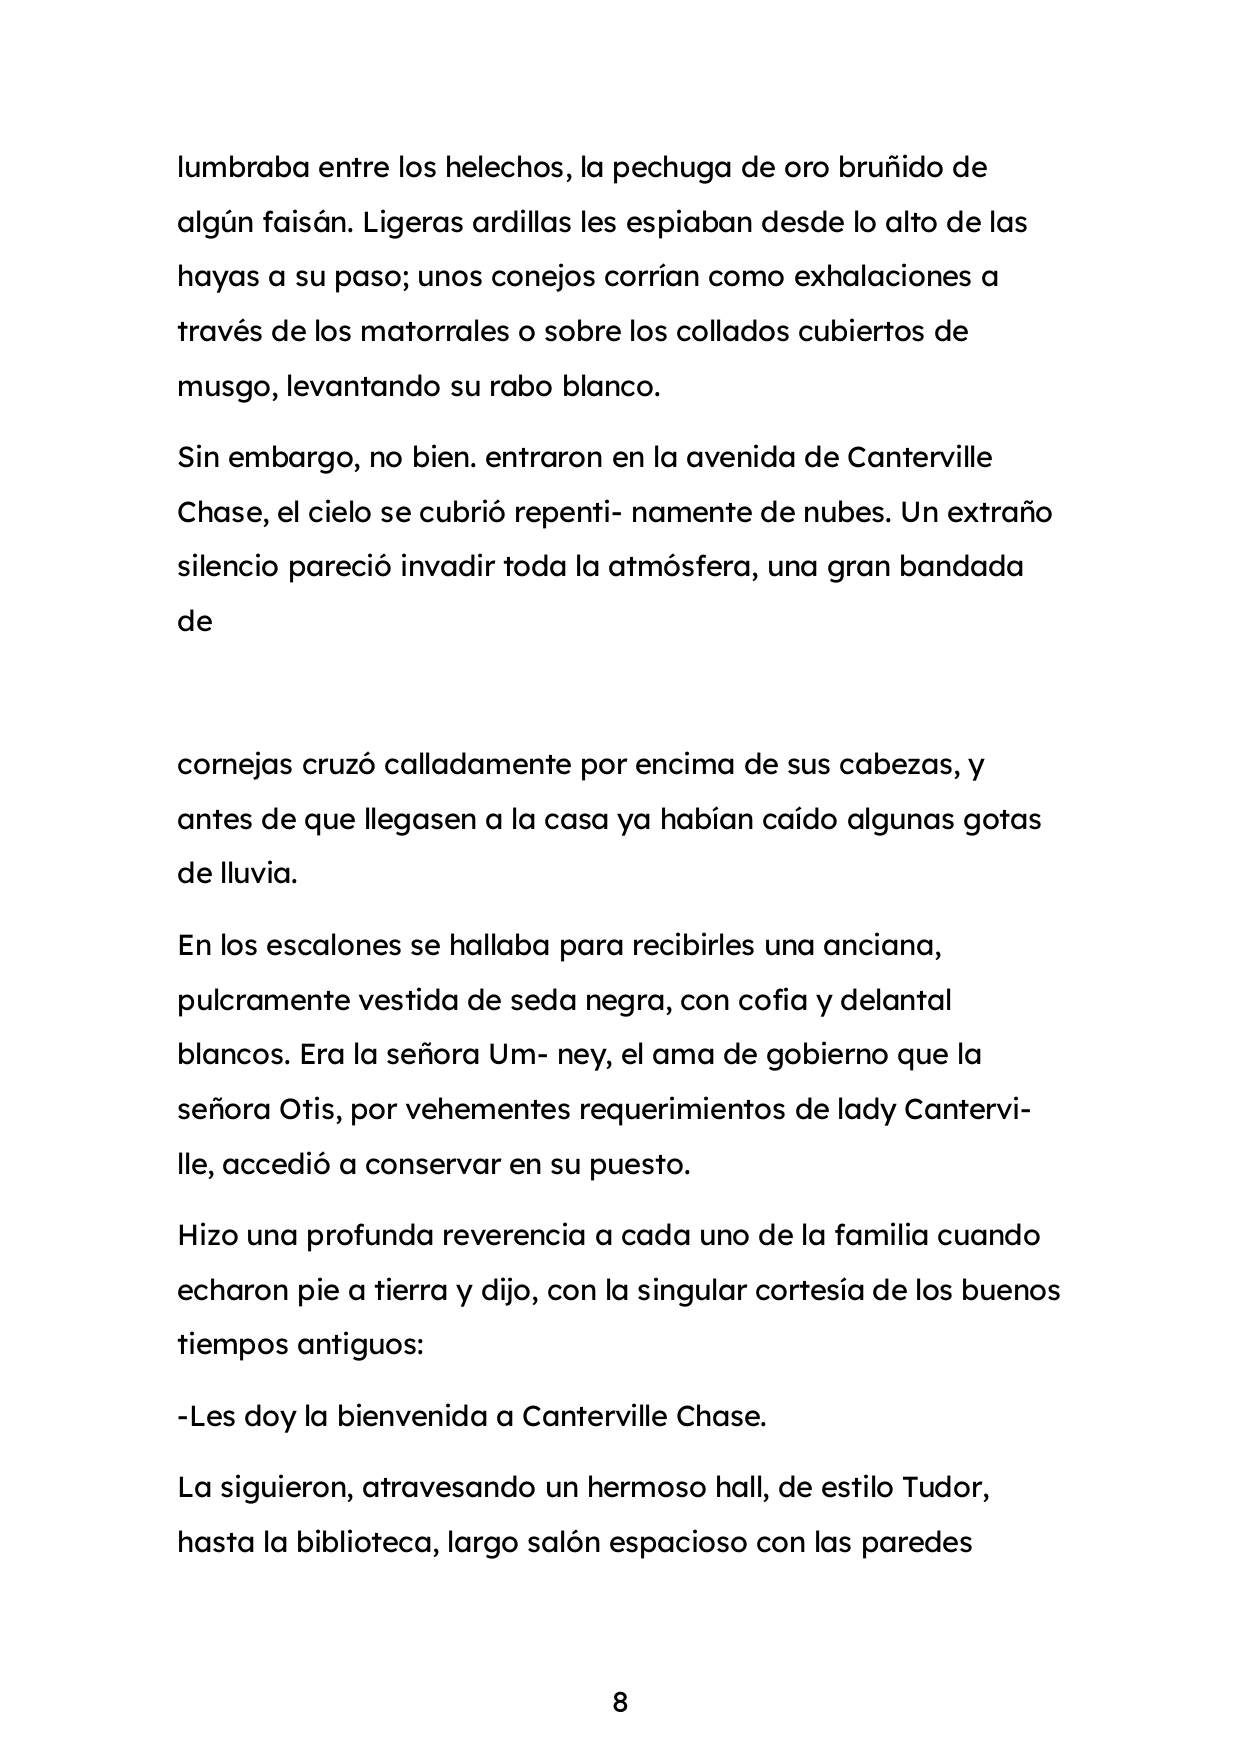 lumbraba entre los helechos, la pechuga de oro bruñido de
algún faisán. Ligeras ardillas les espiaban desde lo alto de las
hayas a su paso; unos conejos corrían como exhalaciones a
través de los matorrales o sobre los collados cubiertos de
musgo, levantando su rabo blanco.
Sin embargo, no bien. entraron en la avenida de Canterville
Chase, el cielo se cubrió repenti- namente de nubes. Un extraño
silencio pareció invadir toda la atmósfera, una gran bandada
de
cornejas cruzó calladamente por encima de sus cabezas, y
antes de que llegasen a la casa ya habían caído algunas gotas
de lluvia.
En los escalones se hallaba para recibirles una anciana,
pulcramente vestida de seda negra, con cofia y delantal
blancos. Era la señora Um- ney, el ama de gobierno que la
señora Otis, por vehementes requerimientos de lady Cantervi-
lle, accedió a conservar en su puesto.
Hizo una profunda reverencia a cada uno de la familia cuando
echaron pie a tierra y dijo, con la singular cortesía de los buenos
tiempos antiguos:
-Les doy la bienvenida a Canterville Chase.
La siguieron, atravesando un hermoso hall, de estilo Tudor,
hasta la biblioteca, largo salón espacioso con las paredes
8